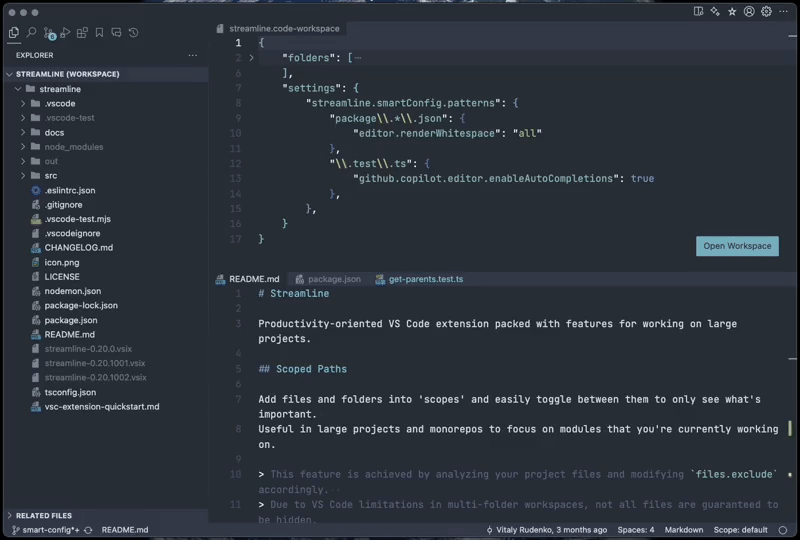 streamline.code-workspace
EXPLORER
STREAMLINE (WORKSPACE)
streamline
.vscode
.vscode-test
docs
node_modules
out
src
.eslintrc.json
.gitignore
.vscode-test.mjs
.vscodeignore
CHANGELOG.md
icon.png
LICENSE
nodemon.json
package-lock.json
package.json
README.md
streamline-0.20.0.vsix
streamline-0.20.1001.vsix
streamline-0.20.1002.vsix
tsconfig.json
vsc-extension-quickstart.md
RELATED FILES
1 {
2 "folders": [⋯
6 ],
7 "settings": {
8 "streamline.smartConfig.patterns": {
9 "package\\.*\\.json": {
10 "editor.renderWhitespace": "all"
11 },
12 "\\.test\\.ts": {
13 "github.copilot.editor.enableAutoCompletions": true
14 },
15 },
16 }
17 }
Open Workspace
README.md package.json get-parents.test.ts
1 # Streamline
2
3 Productivity-oriented VS Code extension packed with features for working on large
projects.
4
5 ## Scoped Paths
6
7 Add files and folders into 'scopes' and easily toggle between them to only see what's
important.
8 Useful in large projects and monorepos to focus on modules that you're currently working
on.
9
10 > This feature is achieved by analyzing your project files and modifying `files.exclude`
accordingly.
11 > Due to VS Code limitations in multi-folder workspaces, not all files are guaranteed to
be hidden.
smart-config*+ README.md Vitaly Rudenko, 3 months ago Spaces: 4 Markdown Scope: default